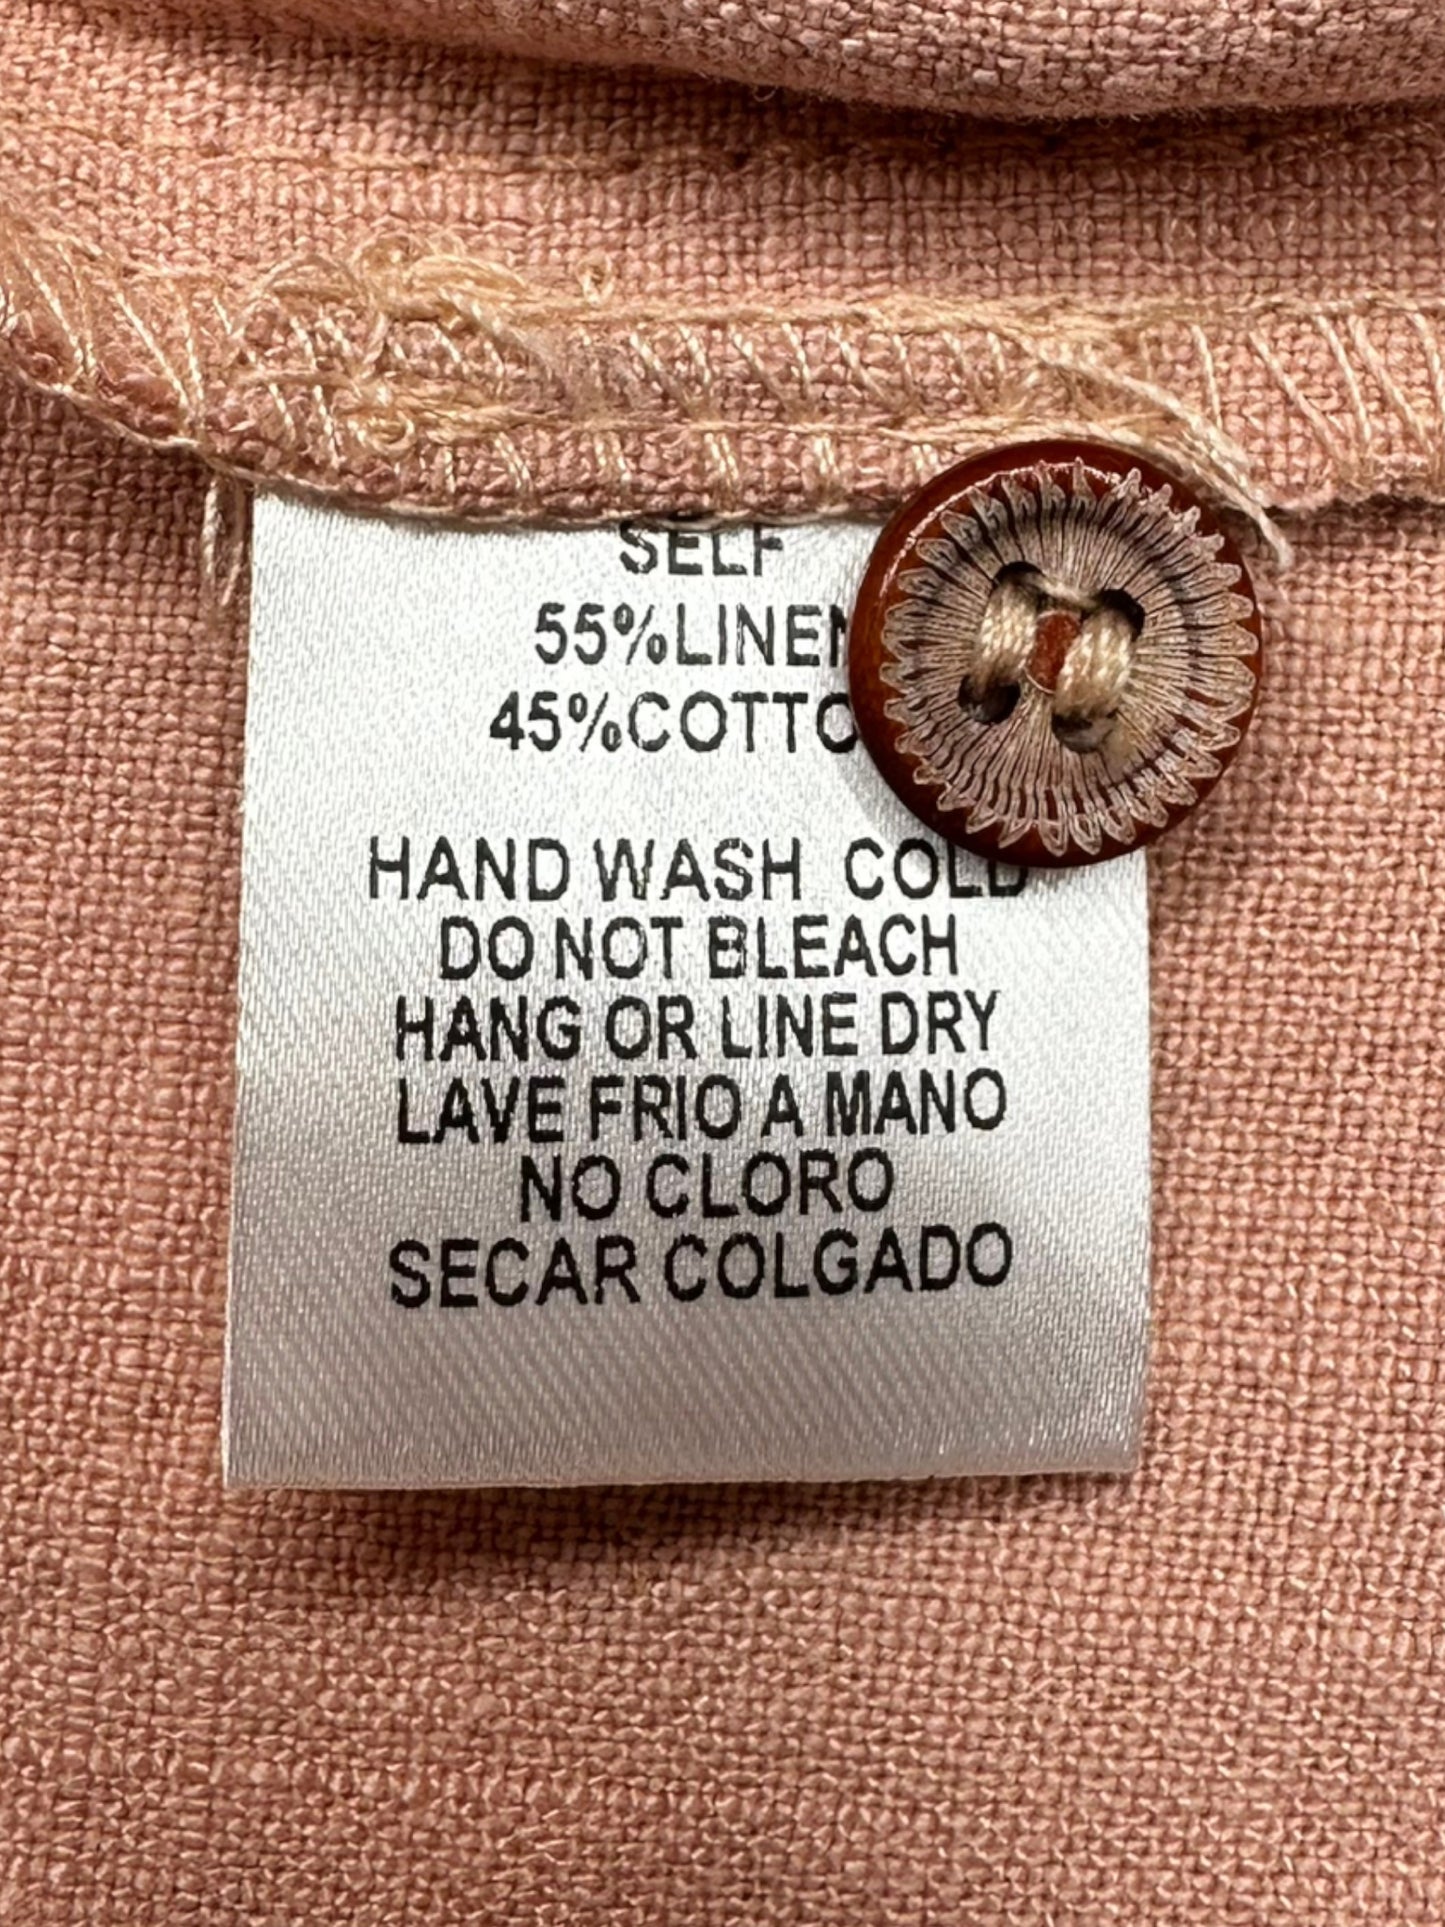 SELF
55%LINEN
45%COTTO
HAND WASH COLD
DO NOT BLEACH
HANG OR LINE DRY
LAVE FRIO A MANO
NO CLORO
SECAR COLGADO